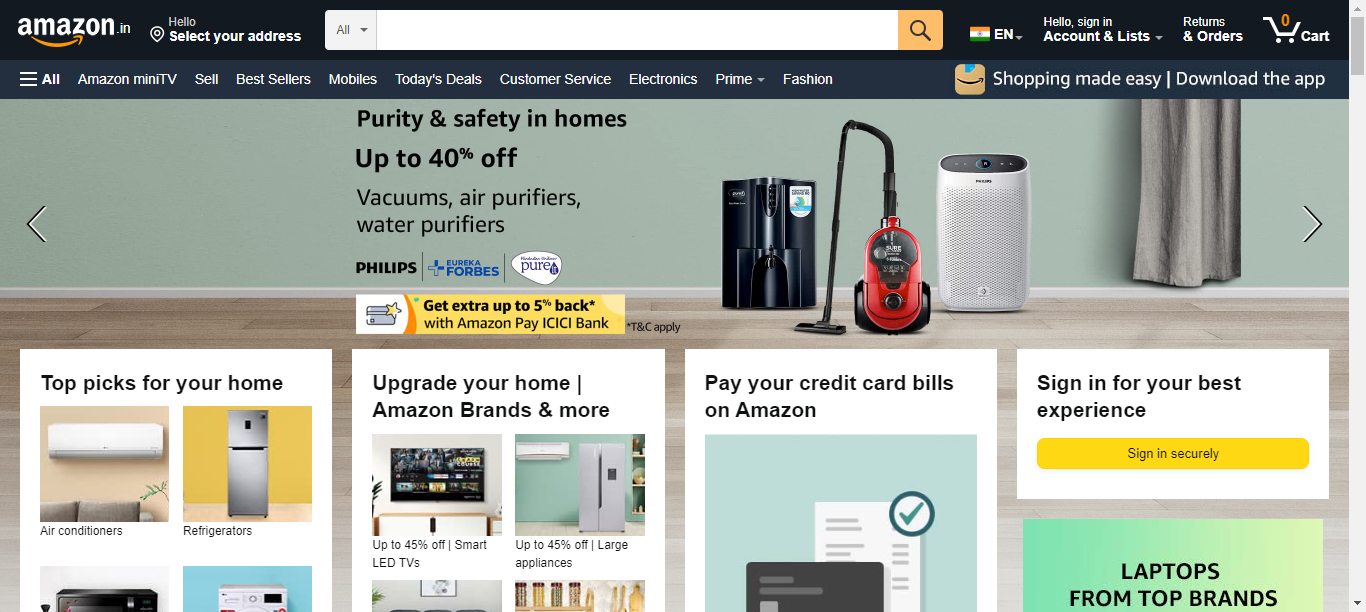 amazon.in
Hello
Select your address
All
EN
Hello, sign in
Account & Lists
Returns
& Orders
0
Cart
All
Amazon miniTV
Sell
Best Sellers
Mobiles
Today's Deals
Customer Service
Electronics
Prime
Fashion
Shopping made easy | Download the app
Purity & safety in homes
Up to 40% off
Vacuums, air purifiers,
water purifiers
PHILIPS
EUREKA
FORBES
pureit
Get extra up to 5% back*
with Amazon Pay ICICI Bank
*T&C apply
PHILIPS
Top picks for your home
Air conditioners
Refrigerators
Upgrade your home |
Amazon Brands & more
Up to 45% off | Smart
LED TVs
Up to 45% off | Large
appliances
Pay your credit card bills
on Amazon
Sign in for your best
experience
Sign in securely
LAPTOPS
FROM TOP BRANDS